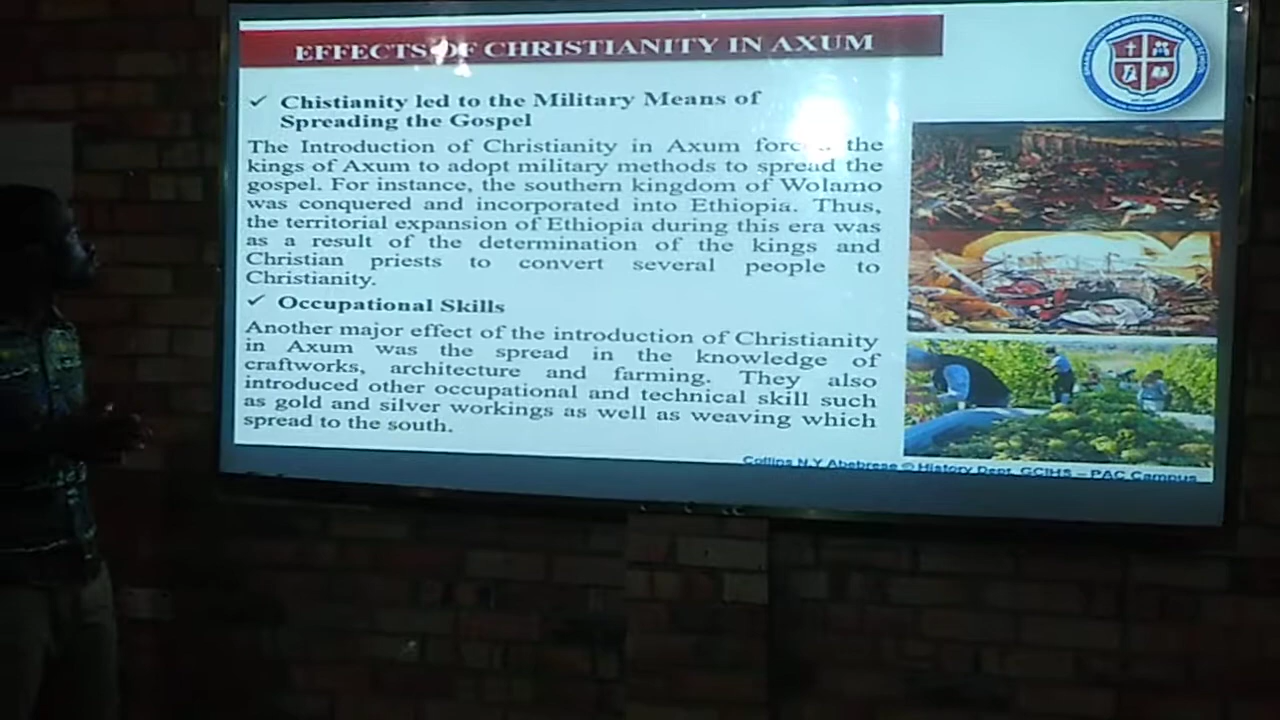 EFFECTS OF CHRISTIANITY IN AXUM
✓ Chistianity led to the Military Means of
Spreading the Gospel
The Introduction of Christianity in Axum the
kings of Axum to adopt military methods to spread the
gospel. For instance, the southern kingdom of Wolamo
was conquered and incorporated into Ethiopia. Thus,
the territorial expansion of Ethiopia during this era was
as a result of the determination of the kings and
Christian priests to convert several people to
Christianity.
✓ Occupational Skills
Another major effect of the introduction of Christianity
in Axum was the spread in the knowledge of
craftworks, architecture and farming. They also
introduced other occupational and technical skill such
as gold and silver workings as well as weaving which
spread to the south.
Collins N.Y Abebrese © History Dept. GCIHS – PAC Campus